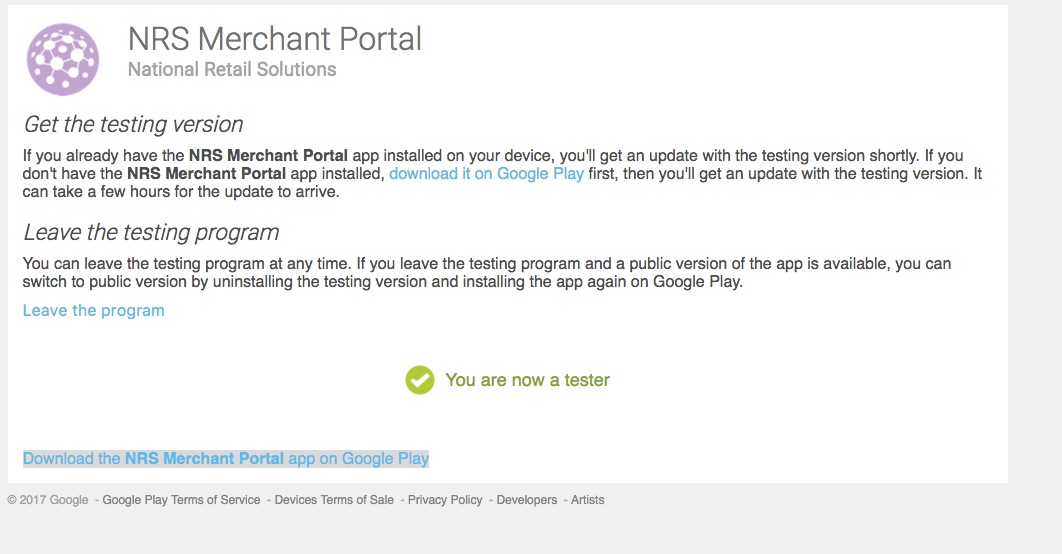 NRS Merchant Portal
National Retail Solutions
Get the testing version
If you already have the NRS Merchant Portal app installed on your device, you'll get an update with the testing version shortly. If you
don't have the NRS Merchant Portal app installed, download it on Google Play first, then you'll get an update with the testing version. It
can take a few hours for the update to arrive.
Leave the testing program
You can leave the testing program at any time. If you leave the testing program and a public version of the app is available, you can
switch to public version by uninstalling the testing version and installing the app again on Google Play.
Leave the program
You are now a tester
Download the NRS Merchant Portal app on Google Play
© 2017 Google - Google Play Terms of Service - Devices Terms of Sale - Privacy Policy - Developers - Artists